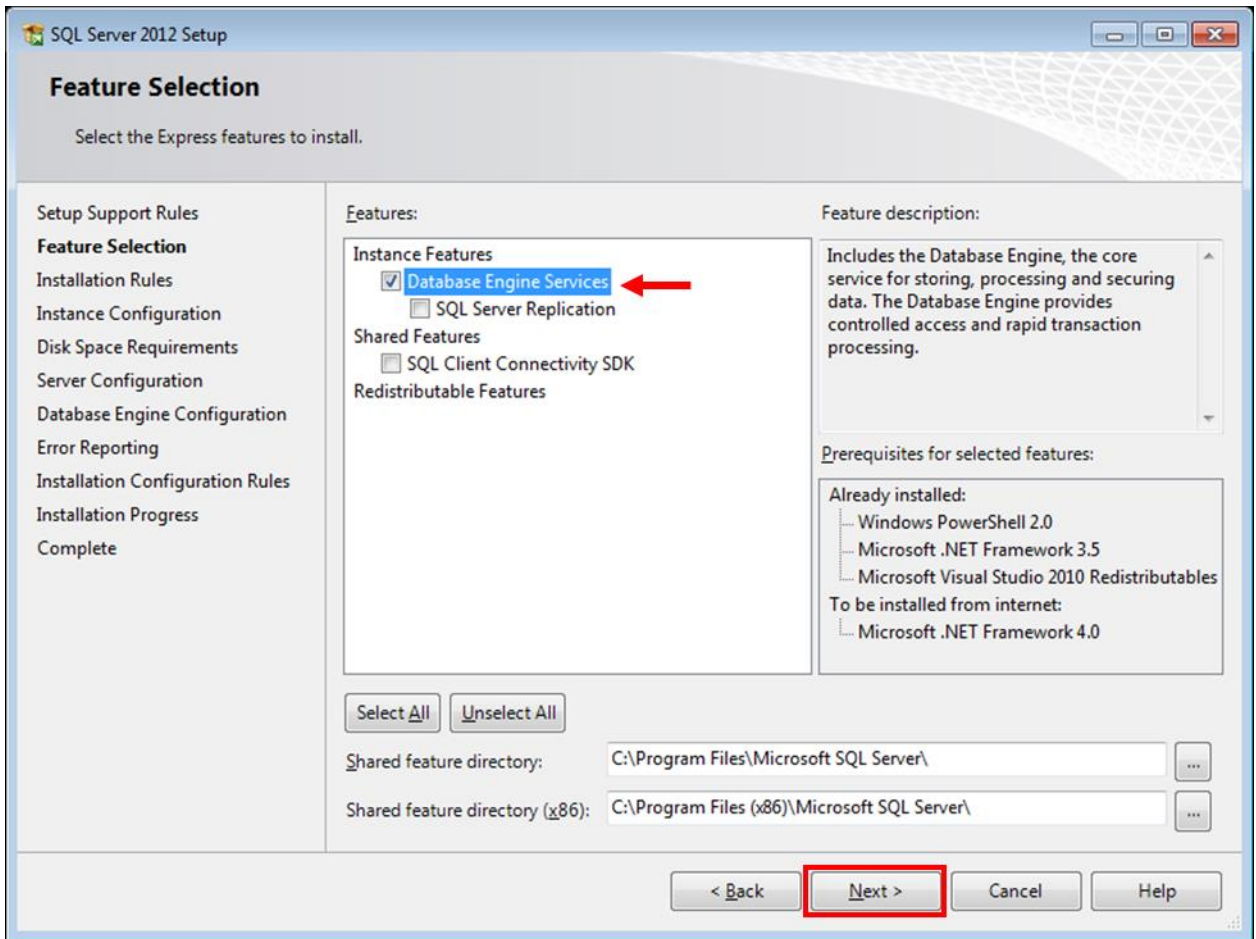 SQL Server 2012 Setup
Feature Selection
Select the Express features to install.
Setup Support Rules
Feature Selection
Installation Rules
Instance Configuration
Disk Space Requirements
Server Configuration
Database Engine Configuration
Error Reporting
Installation Configuration Rules
Installation Progress
Complete
Features:
Instance Features
Database Engine Services
SQL Server Replication
Shared Features
SQL Client Connectivity SDK
Redistributable Features
Feature description:
Includes the Database Engine, the core
service for storing, processing and securing
data. The Database Engine provides
controlled access and rapid transaction
processing.
Prerequisites for selected features:
Already installed:
Windows PowerShell 2.0
Microsoft .NET Framework 3.5
Microsoft Visual Studio 2010 Redistributables
To be installed from internet:
Microsoft .NET Framework 4.0
Select All
Unselect All
Shared feature directory:
C:\Program Files\Microsoft SQL Server\
...
Shared feature directory (x86):
C:\Program Files (x86)\Microsoft SQL Server\
...
< Back
Next >
Cancel
Help